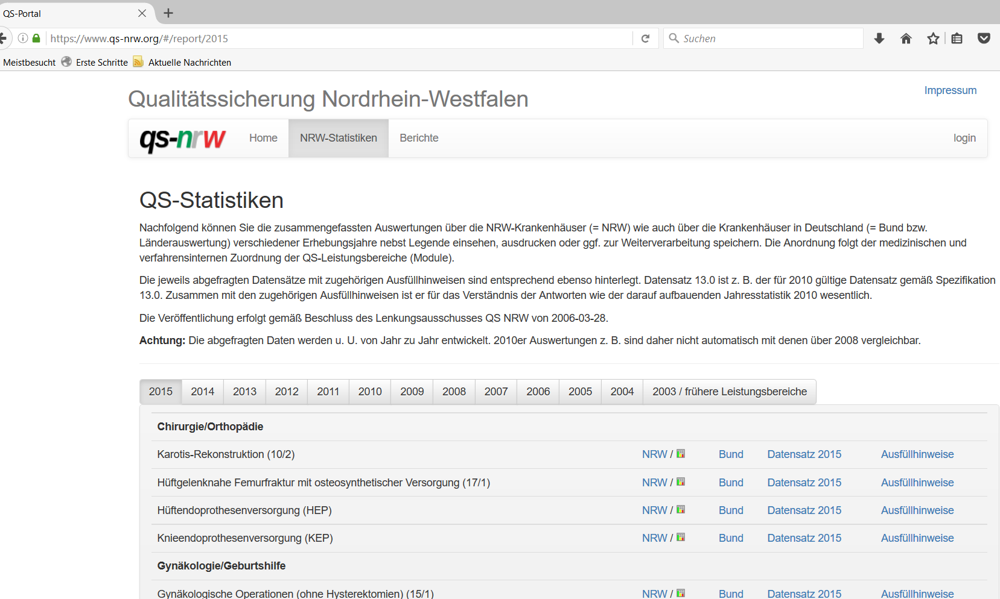 QS-Portal
https://www.qs-nrw.org/#/report/2015
Suchen
Meistbesucht Erste Schritte Aktuelle Nachrichten
Impressum
Qualitätssicherung Nordrhein-Westfalen
qs-nrw Home NRW-Statistiken Berichte login
QS-Statistiken
Nachfolgend können Sie die zusammengefassten Auswertungen über die NRW-Krankenhäuser (= NRW) wie auch über die Krankenhäuser in Deutschland (= Bund bzw.
Länderauswertung) verschiedener Erhebungsjahre nebst Legende einsehen, ausdrucken oder ggf. zur Weiterverarbeitung speichern. Die Anordnung folgt der medizinischen und
verfahrensinternen Zuordnung der QS-Leistungsbereiche (Module).
Die jeweils abgefragten Datensätze mit zugehörigen Ausfüllhinweisen sind entsprechend ebenso hinterlegt. Datensatz 13.0 ist z. B. der für 2010 gültige Datensatz gemäß Spezifikation
13.0. Zusammen mit den zugehörigen Ausfüllhinweisen ist er für das Verständnis der Antworten wie der darauf aufbauenden Jahresstatistik 2010 wesentlich.
Die Veröffentlichung erfolgt gemäß Beschluss des Lenkungsausschusses QS NRW von 2006-03-28.
Achtung: Die abgefragten Daten werden u. U. von Jahr zu Jahr entwickelt. 2010er Auswertungen z. B. sind daher nicht automatisch mit denen über 2008 vergleichbar.
2015 2014 2013 2012 2011 2010 2009 2008 2007 2006 2005 2004 2003 / frühere Leistungsbereiche
Chirurgie/Orthopädie
Karotis-Rekonstruktion (10/2) NRW / Bund Datensatz 2015 Ausfüllhinweise
Hüftgelenknahe Femurfraktur mit osteosynthetischer Versorgung (17/1) NRW / Bund Datensatz 2015 Ausfüllhinweise
Hüftendoprothesenversorgung (HEP) NRW / Bund Datensatz 2015 Ausfüllhinweise
Knieendoprothesenversorgung (KEP) NRW / Bund Datensatz 2015 Ausfüllhinweise
Gynäkologie/Geburtshilfe
Gynäkologische Operationen (ohne Hysterektomien) (15/1) NRW / Bund Datensatz 2015 Ausfüllhinweise